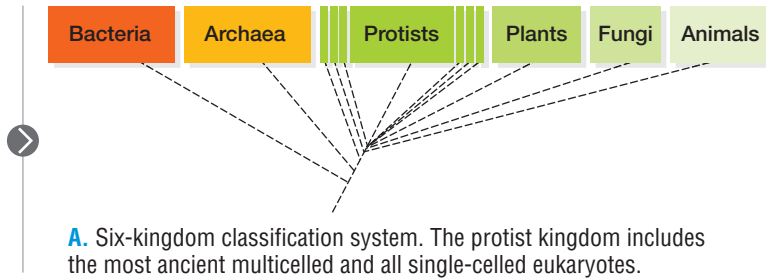 Bacteria Archaea Protists Plants Fungi Animals
A. Six-kingdom classification system. The protist kingdom includes
the most ancient multicelled and all single-celled eukaryotes.